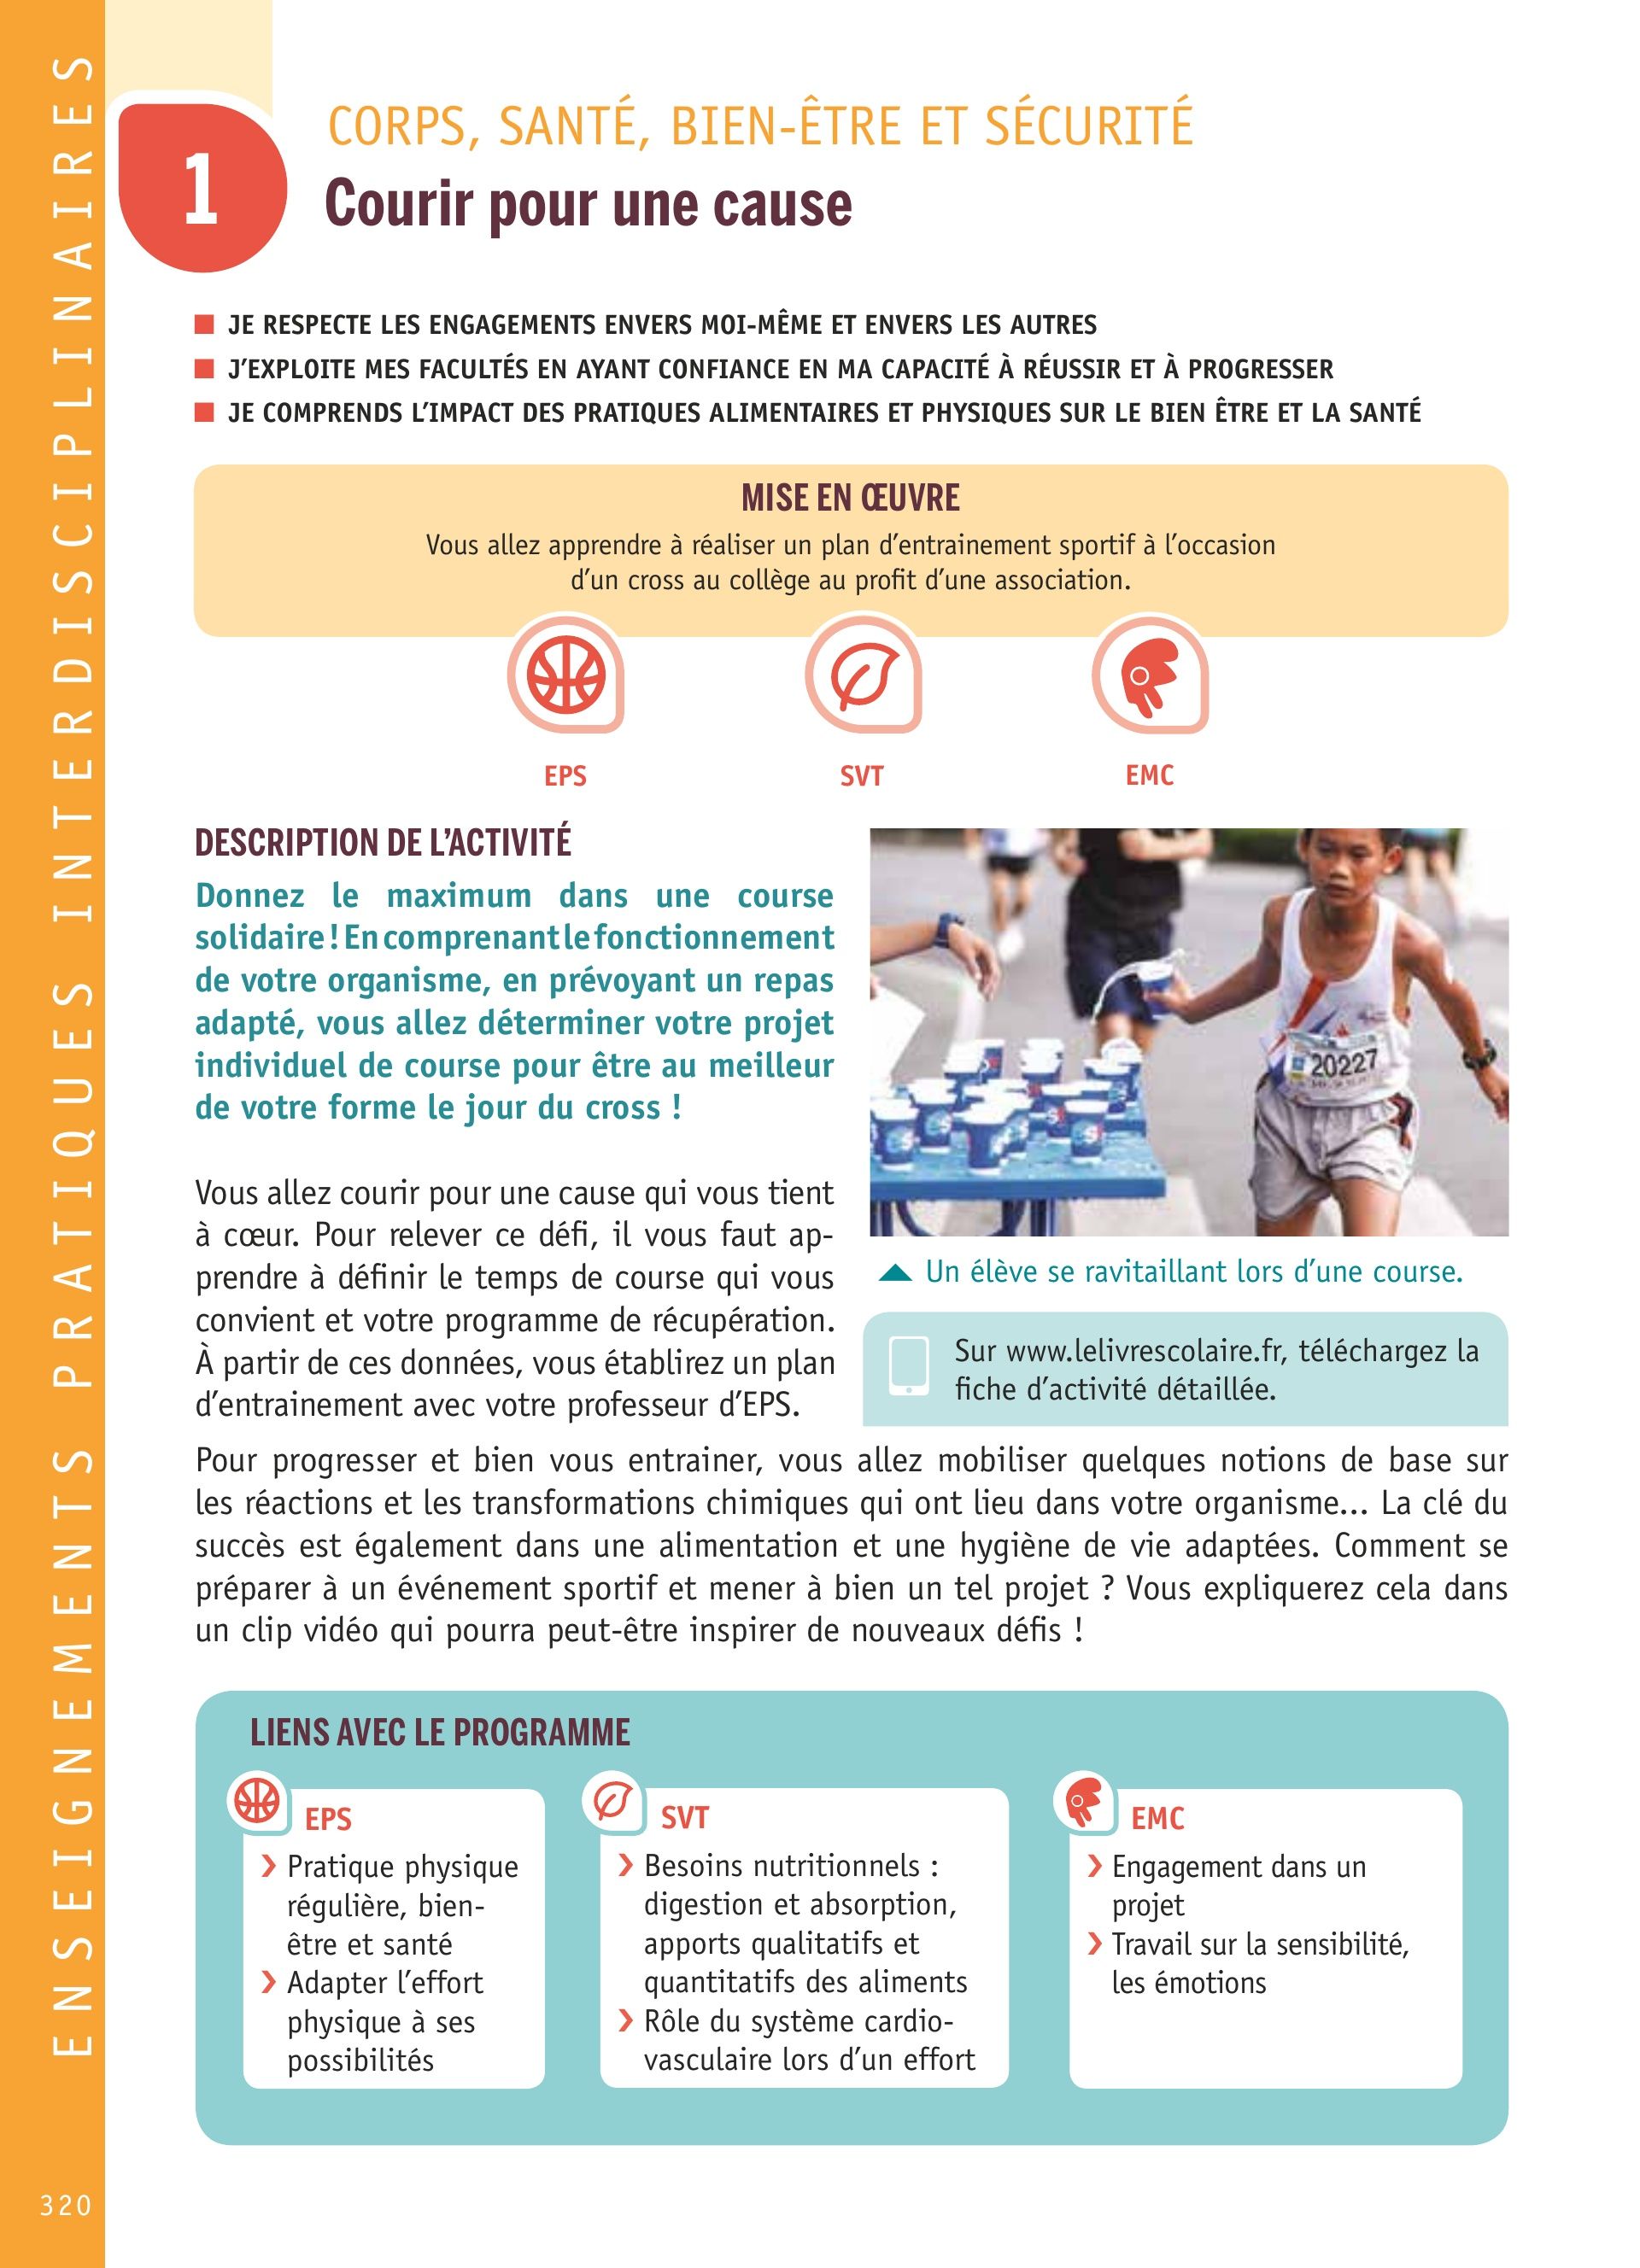 ENSEIGNEMENTS PRATIQUES INTERDISCIPLINAIRES
1
CORPS, SANTÉ, BIEN-ÊTRE ET SÉCURITÉ
Courir pour une cause
JE RESPECTE LES ENGAGEMENTS ENVERS MOI-MÊME ET ENVERS LES AUTRES
J’EXPLOITE MES FACULTÉS EN AYANT CONFIANCE EN MA CAPACITÉ À RÉUSSIR ET À PROGRESSER
JE COMPRENDS L’IMPACT DES PRATIQUES ALIMENTAIRES ET PHYSIQUES SUR LE BIEN ÊTRE ET LA SANTÉ
MISE EN ŒUVRE
Vous allez apprendre à réaliser un plan d’entrainement sportif à l’occasion
d’un cross au collège au profit d’une association.
EPS
SVT
EMC
DESCRIPTION DE L’ACTIVITÉ
Donnez le maximum dans une course
solidaire ! En comprenant le fonctionnement
de votre organisme, en prévoyant un repas
adapté, vous allez déterminer votre projet
individuel de course pour être au meilleur
de votre forme le jour du cross !
Vous allez courir pour une cause qui vous tient
à cœur. Pour relever ce défi, il vous faut ap-
prendre à définir le temps de course qui vous
convient et votre programme de récupération.
À partir de ces données, vous établirez un plan
d’entrainement avec votre professeur d’EPS.
20227
Un élève se ravitaillant lors d’une course.
Sur www.lelivrescolaire.fr, téléchargez la
fiche d’activité détaillée.
Pour progresser et bien vous entrainer, vous allez mobiliser quelques notions de base sur
les réactions et les transformations chimiques qui ont lieu dans votre organisme... La clé du
succès est également dans une alimentation et une hygiène de vie adaptées. Comment se
préparer à un événement sportif et mener à bien un tel projet ? Vous expliquerez cela dans
un clip vidéo qui pourra peut-être inspirer de nouveaux défis !
LIENS AVEC LE PROGRAMME
EPS
Pratique physique
régulière, bien-
être et santé
Adapter l’effort
physique à ses
possibilités
SVT
Besoins nutritionnels :
digestion et absorption,
apports qualitatifs et
quantitatifs des aliments
Rôle du système cardio-
vasculaire lors d’un effort
EMC
Engagement dans un
projet
Travail sur la sensibilité,
les émotions
320